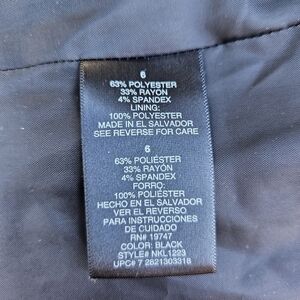 6
63% POLYESTER
33% RAYON
4% SPANDEX
LINING:
100% POLYESTER
MADE IN EL SALVADOR
SEE REVERSE FOR CARE
6
63% POLIÉSTER
33% RAYÓN
4% SPANDEX
FORRO:
100% POLIÉSTER
HECHO EN EL SALVADOR
VER EL REVERSO
PARA INSTRUCCIONES
DE CUIDADO
RN# 19747
COLOR: BLACK
STYLE# NKL1223
UPC# 7 2821303318